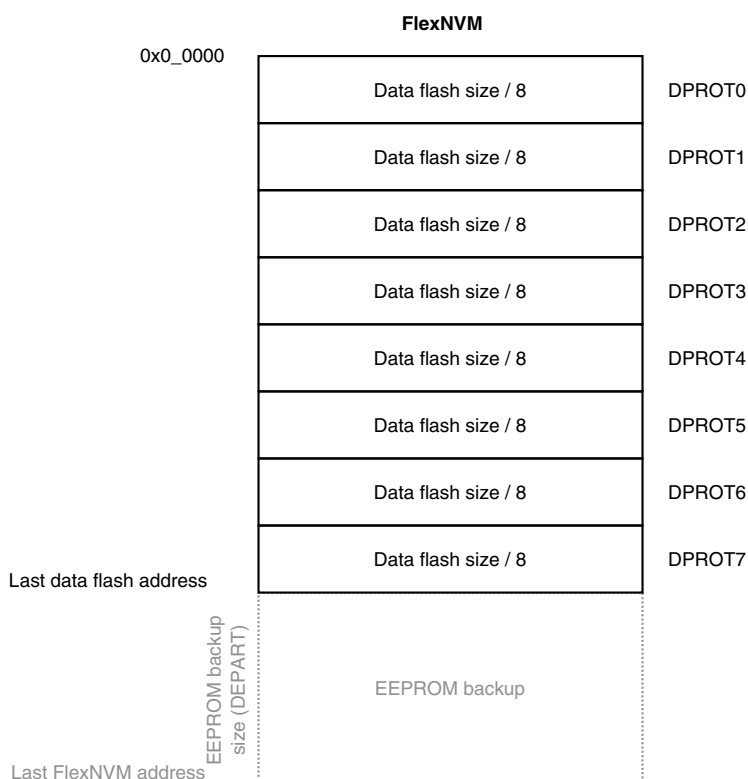 FlexNVM
0x0_0000
Data flash size / 8 DPROT0
Data flash size / 8 DPROT1
Data flash size / 8 DPROT2
Data flash size / 8 DPROT3
Data flash size / 8 DPROT4
Data flash size / 8 DPROT5
Data flash size / 8 DPROT6
Data flash size / 8 DPROT7
Last data flash address
EEPROM backup
size (DEPART)
EEPROM backup
Last FlexNVM address